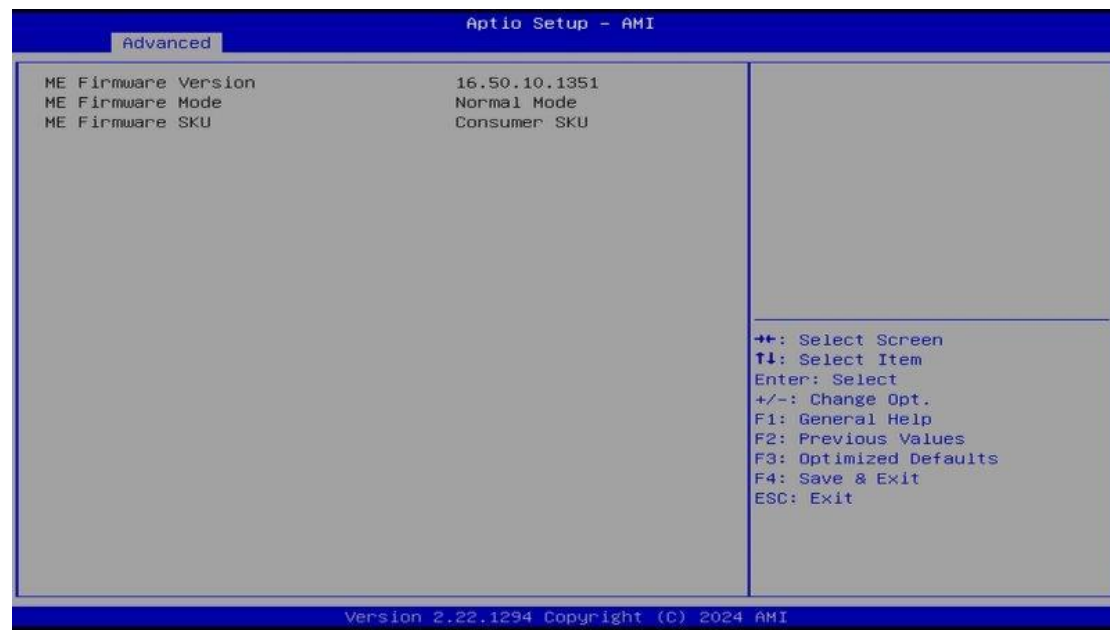 Aptio Setup - AMI
Advanced
ME Firmware Version 16.50.10.1351
ME Firmware Mode Normal Mode
ME Firmware SKU Consumer SKU
→←: Select Screen
↑↓: Select Item
Enter: Select
+/-: Change Opt.
F1: General Help
F2: Previous Values
F3: Optimized Defaults
F4: Save & Exit
ESC: Exit
Version 2.22.1294 Copyright (C) 2024 AMI